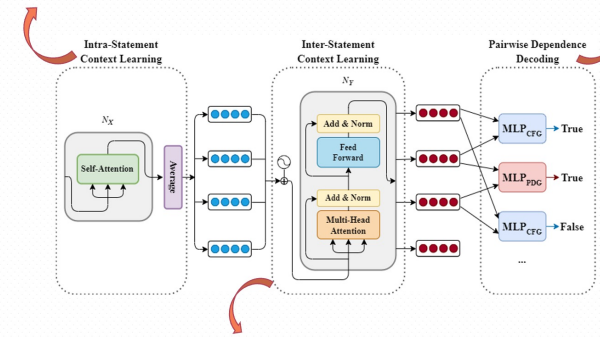 Intra-Statement
Context Learning
Inter-Statement
Context Learning
Pairwise Dependence
Decoding
N_X
Self-Attention
Average
N_Y
Add & Norm
Feed
Forward
Add & Norm
Multi-Head
Attention
MLP_CFG
True
MLP_PDG
True
MLP_CFG
False
...